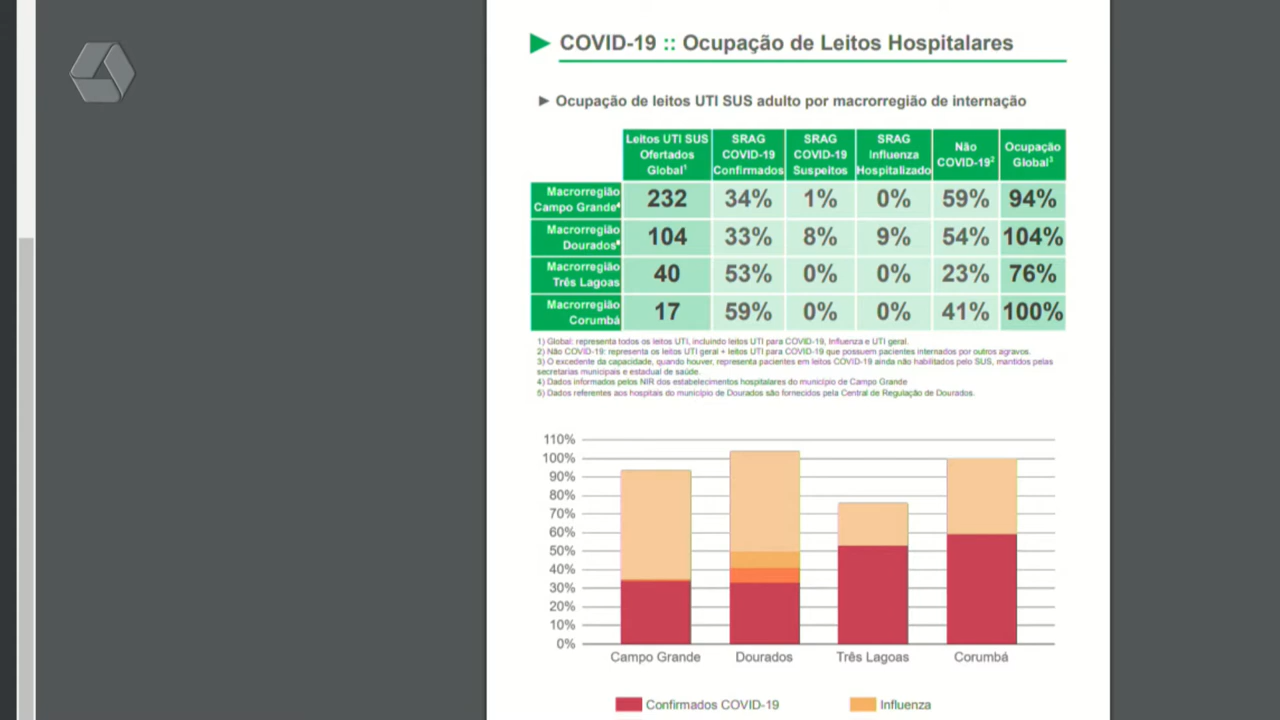 COVID-19 :: Ocupação de Leitos Hospitalares
► Ocupação de leitos UTI SUS adulto por macrorregião de internação
Leitos UTI SUS Ofertados Global¹ SRAG COVID-19 Confirmados SRAG COVID-19 Suspeitos SRAG Influenza Hospitalizado Não COVID-19² Ocupação Global³
Macrorregião Campo Grande⁴ 232 34% 1% 0% 59% 94%
Macrorregião Dourados⁵ 104 33% 8% 9% 54% 104%
Macrorregião Três Lagoas 40 53% 0% 0% 23% 76%
Macrorregião Corumbá 17 59% 0% 0% 41% 100%
1) Global: representa todos os leitos UTI, incluindo leitos UTI para COVID-19, Influenza e UTI geral.
2) Não COVID-19: representa os leitos UTI geral + leitos UTI para COVID-19 que possuem pacientes internados por outros agravos.
3) O excedente da capacidade, quando houver, representa pacientes em leitos COVID-19 ainda não habilitados pelo SUS, mantidos pelas
secretarias municipais e estadual de saúde.
4) Dados informados pelos NIR dos estabelecimentos hospitalares do município de Campo Grande
5) Dados referentes aos hospitais do município de Dourados são fornecidos pela Central de Regulação de Dourados.
110%
100%
90%
80%
70%
60%
50%
40%
30%
20%
10%
0%
Campo Grande Dourados Três Lagoas Corumbá
Confirmados COVID-19 Influenza